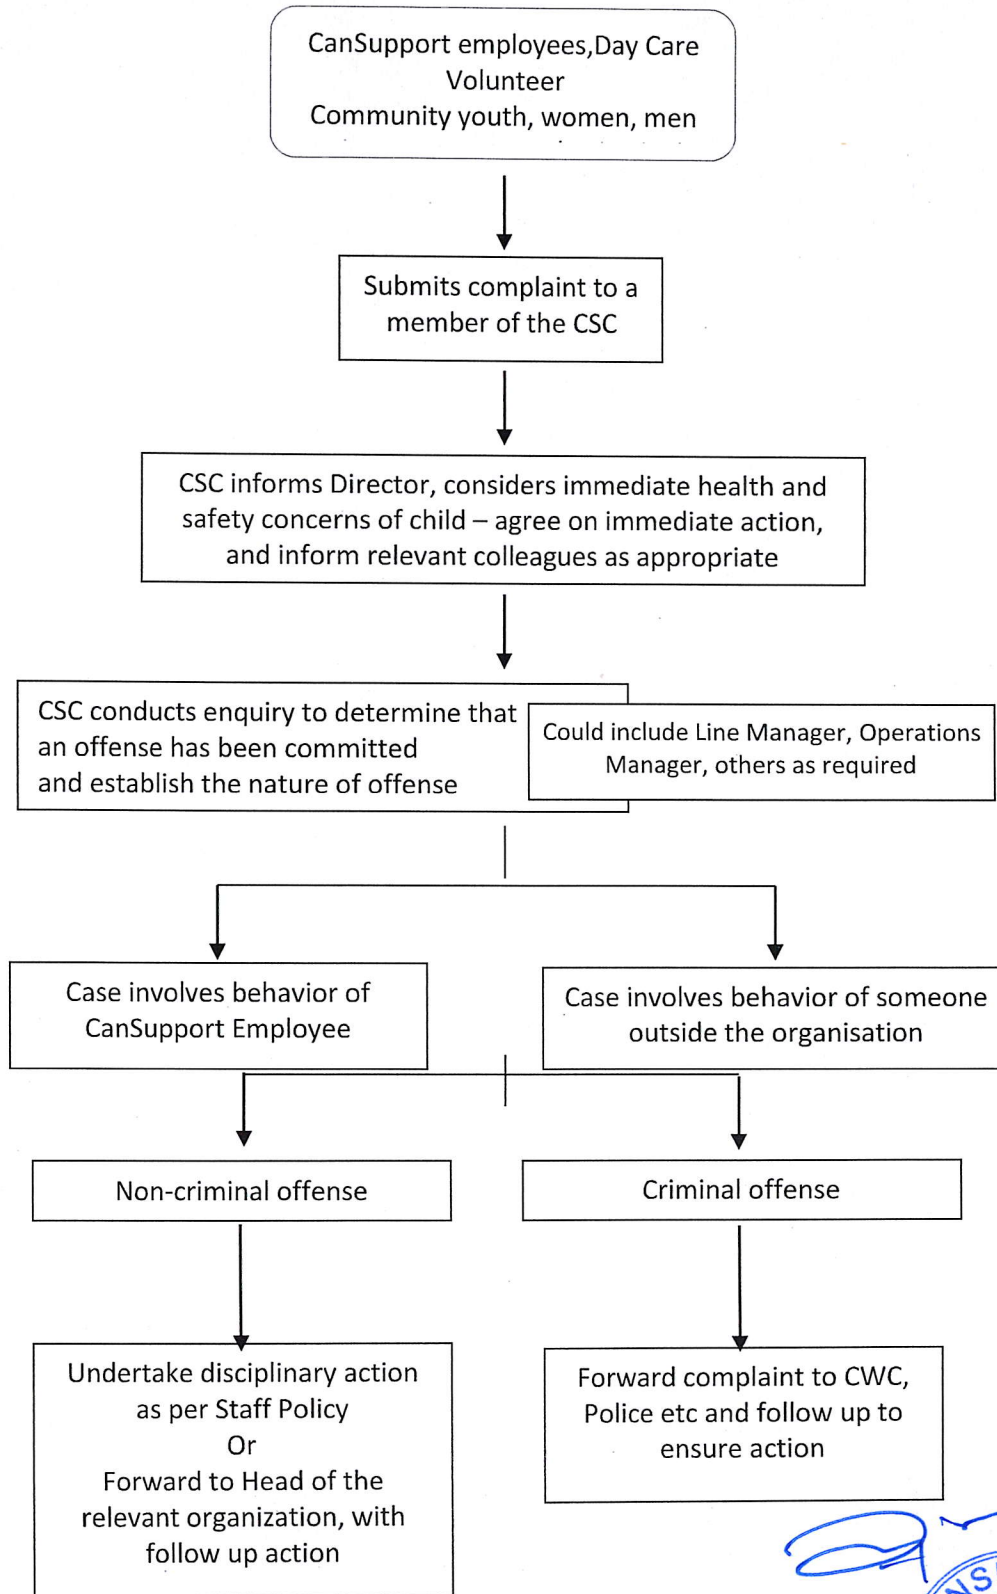 CanSupport employees,Day Care
Volunteer
Community youth, women, men
Submits complaint to a
member of the CSC
CSC informs Director, considers immediate health and
safety concerns of child – agree on immediate action,
and inform relevant colleagues as appropriate
CSC conducts enquiry to determine that
an offense has been committed
and establish the nature of offense
Could include Line Manager, Operations
Manager, others as required
Case involves behavior of
CanSupport Employee
Case involves behavior of someone
outside the organisation
Non-criminal offense
Criminal offense
Undertake disciplinary action
as per Staff Policy
Or
Forward to Head of the
relevant organization, with
follow up action
Forward complaint to CWC,
Police etc and follow up to
ensure action